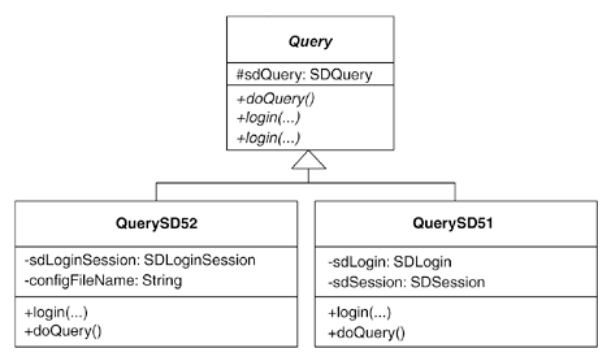 Query
#sdQuery: SDQuery
+doQuery()
+login(...)
+login(...)
QuerySD52
-sdLoginSession: SDLoginSession
-configFileName: String
+login(...)
+doQuery()
QuerySD51
-sdLogin: SDLogin
-sdSession: SDSession
+login(...)
+doQuery()